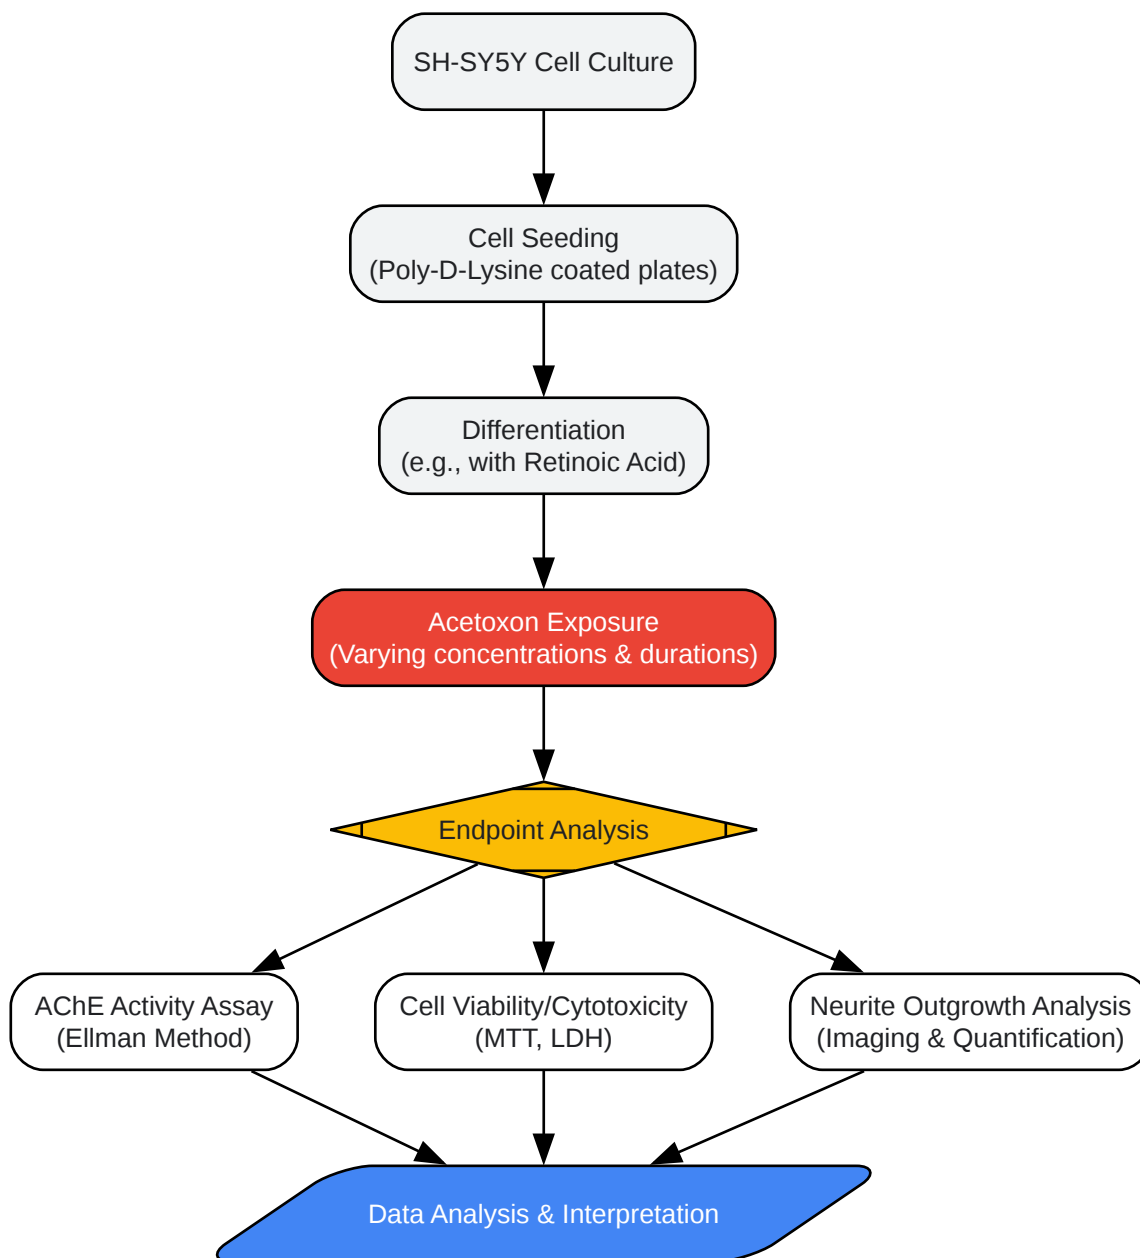 SH-SY5Y Cell Culture
Cell Seeding
(Poly-D-Lysine coated plates)
Differentiation
(e.g., with Retinoic Acid)
Acetoxon Exposure
(Varying concentrations & durations)
Endpoint Analysis
AChE Activity Assay
(Ellman Method)
Cell Viability/Cytotoxicity
(MTT, LDH)
Neurite Outgrowth Analysis
(Imaging & Quantification)
Data Analysis & Interpretation